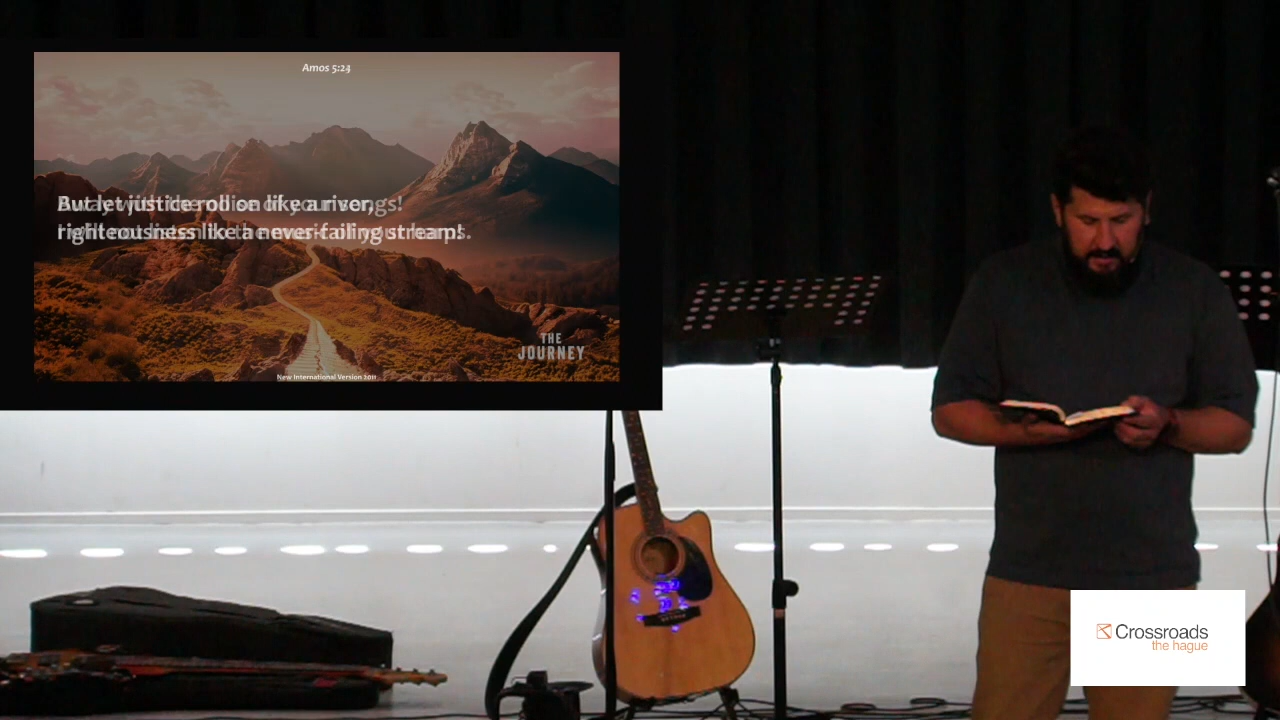 Amos 5:24
But let justice roll on like a river,
righteousness like a never-failing stream!
THE
JOURNEY
New International Version 2011
Crossroads
the hague